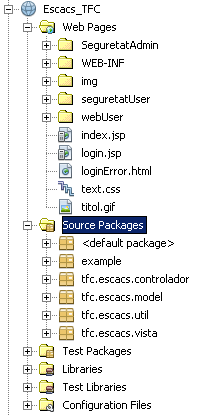 Escacs_TFC
Web Pages
SeguretatAdmin
WEB-INF
img
seguretatUser
webUser
index.jsp
login.jsp
loginError.html
text.css
titol.gif
Source Packages
<default package>
example
tfc.escacs.controlador
tfc.escacs.model
tfc.escacs.util
tfc.escacs.vista
Test Packages
Libraries
Test Libraries
Configuration Files